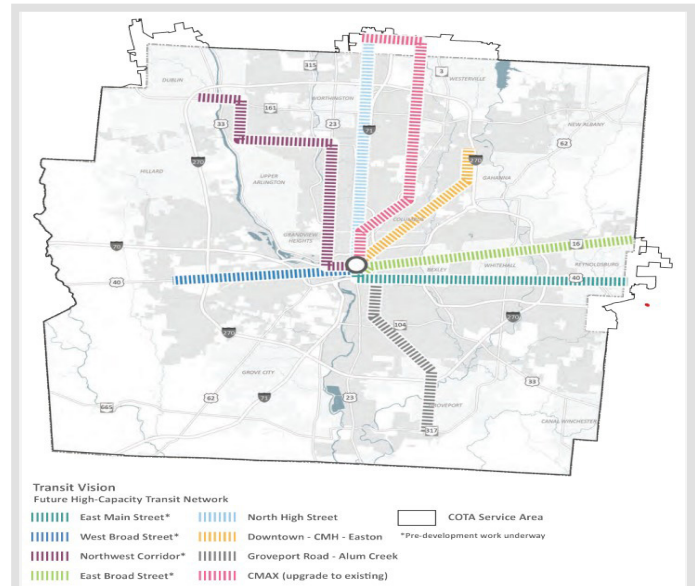 315
3
DUBLIN
WESTERVILLE
161
WORTHINGTON
33
23
71
NEW ALBANY
62
270
270
HILLARD
UPPER
ARLINGTON
GAHANNA
GRANDVIEW
HEIGHTS
16
70
REYNOLDSBURG
BEXLEY
WHITEHALL
40
40
104
270
270
GROVE CITY
33
62
71
23
665
317
CANAL WINCHESTER
Transit Vision
Future High-Capacity Transit Network
East Main Street*
North High Street
COTA Service Area
West Broad Street*
Downtown - CMH - Easton
*Pre-development work underway
Northwest Corridor*
Groveport Road - Alum Creek
East Broad Street*
CMAX (upgrade to existing)